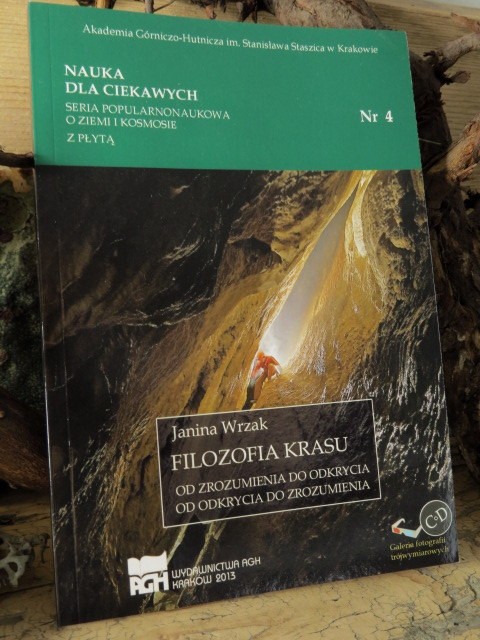 Akademia Górniczo-Hutnicza im. Stanisława Staszica w Krakowie
NAUKA
DLA CIEKAWYCH
SERIA POPULARNONAUKOWA
O ZIEMI I KOSMOSIE
Z PŁYTĄ
Nr 4
Janina Wrzak
FILOZOFIA KRASU
OD ZROZUMIENIA DO ODKRYCIA
OD ODKRYCIA DO ZROZUMIENIA
CD
Galeria fotografii
trójwymiarowych
AGH
WYDAWNICTWA AGH
KRAKÓW 2013